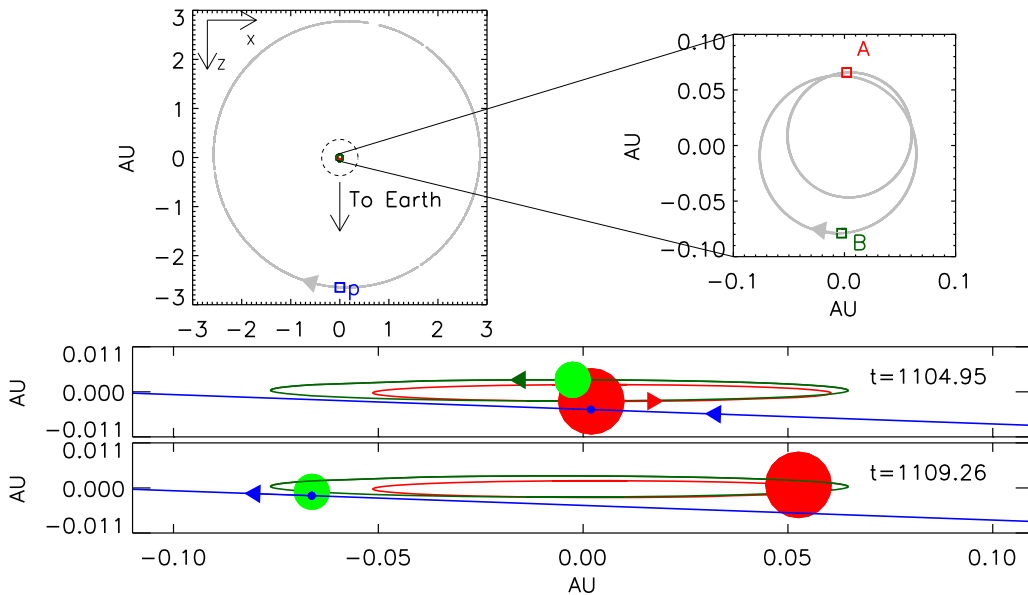 3
2
1
0
−1
−2
−3
AU
x
z
To Earth
p
−3 −2 −1 0 1 2 3
0.10
0.05
0.00
−0.05
−0.10
AU
A
B
−0.1 0.0 0.1
AU
0.011
0.000
−0.011
AU
t=1104.95
0.011
0.000
−0.011
AU
t=1109.26
−0.10 −0.05 0.00 0.05 0.10
AU